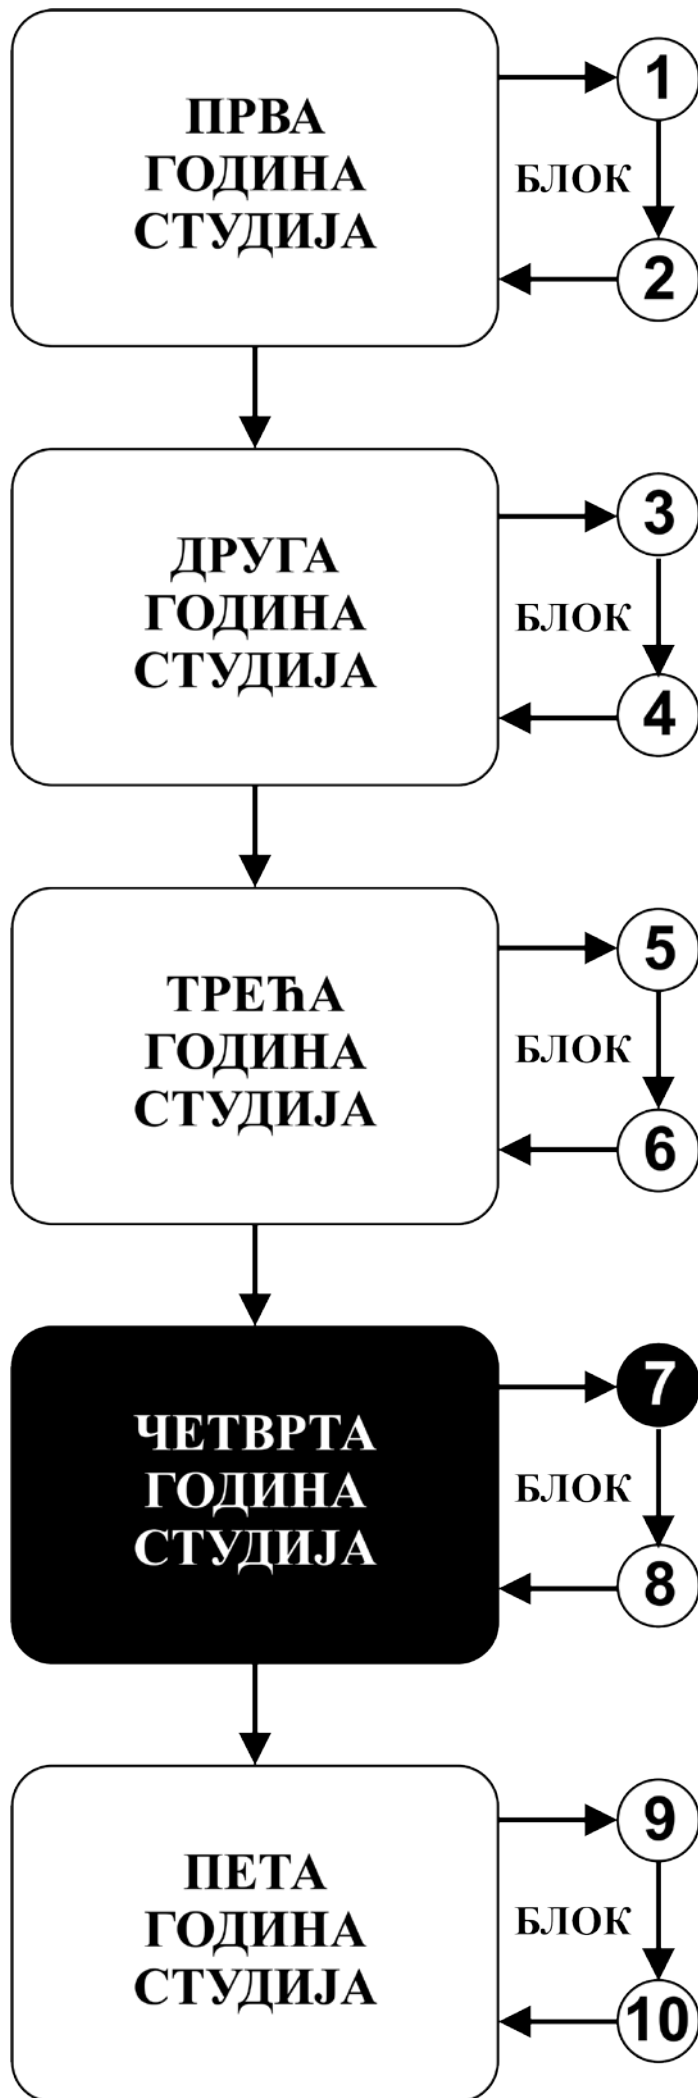 ПРВА
ГОДИНА
СТУДИЈА
1
БЛОК
2
ДРУГА
ГОДИНА
СТУДИЈА
3
БЛОК
4
ТРЕЋА
ГОДИНА
СТУДИЈА
5
БЛОК
6
ЧЕТВРТА
ГОДИНА
СТУДИЈА
7
БЛОК
8
ПЕТА
ГОДИНА
СТУДИЈА
9
БЛОК
10